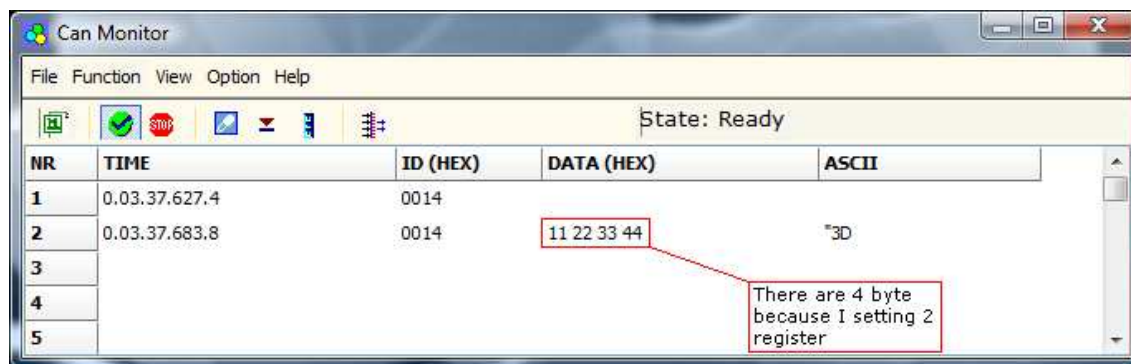 Can Monitor
File Function View Option Help
STOP State: Ready
NR TIME ID (HEX) DATA (HEX) ASCII
1 0.03.37.627.4 0014
2 0.03.37.683.8 0014 11 22 33 44 "3D
3
4
5
There are 4 byte
because I setting 2
register